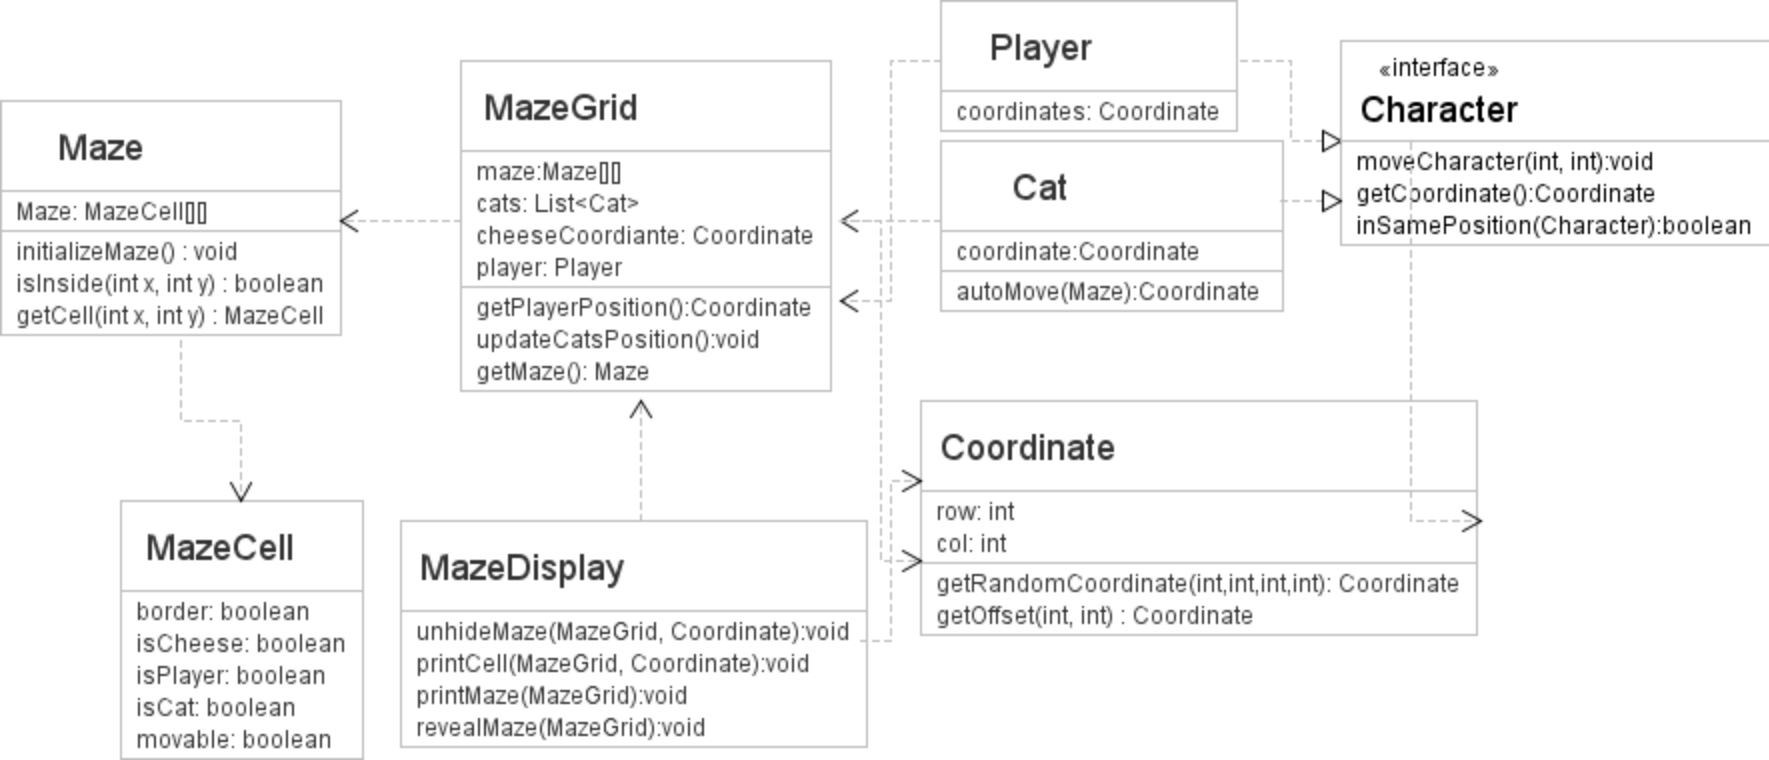 Maze
Maze: MazeCell[][]
initializeMaze() : void
isInside(int x, int y) : boolean
getCell(int x, int y) : MazeCell
MazeGrid
maze:Maze[][]
cats: List<Cat>
cheeseCoordiante: Coordinate
player: Player
getPlayerPosition():Coordinate
updateCatsPosition():void
getMaze(): Maze
Player
coordinates: Coordinate
Cat
coordinate:Coordinate
autoMove(Maze):Coordinate
«interface»
Character
moveCharacter(int, int):void
getCoordinate():Coordinate
inSamePosition(Character):boolean
MazeCell
border: boolean
isCheese: boolean
isPlayer: boolean
isCat: boolean
movable: boolean
MazeDisplay
unhideMaze(MazeGrid, Coordinate):void
printCell(MazeGrid, Coordinate):void
printMaze(MazeGrid):void
revealMaze(MazeGrid):void
Coordinate
row: int
col: int
getRandomCoordinate(int,int,int,int): Coordinate
getOffset(int, int) : Coordinate